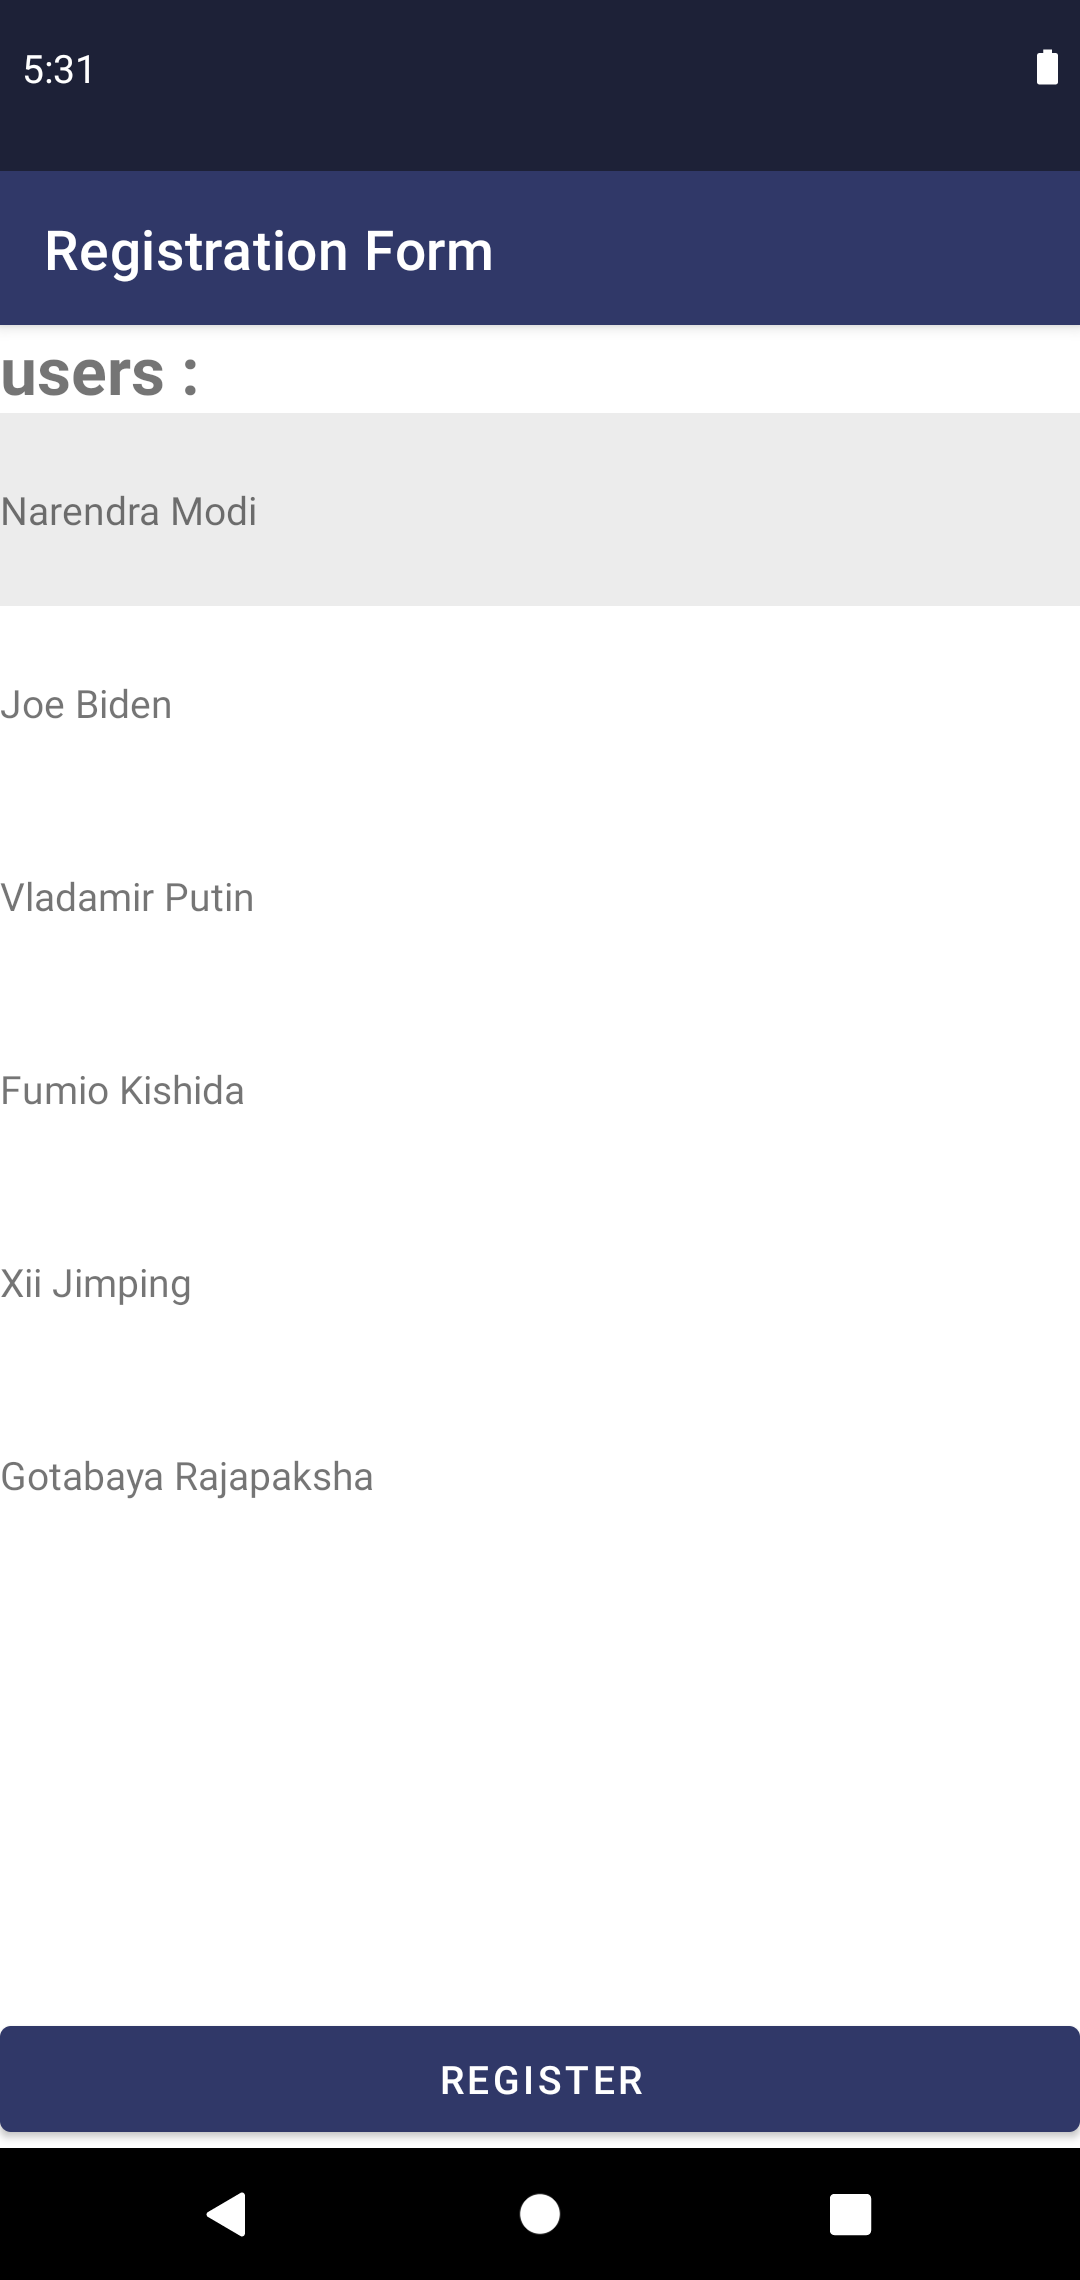 5:31
Registration Form
users :
Narendra Modi
Joe Biden
Vladamir Putin
Fumio Kishida
Xii Jimping
Gotabaya Rajapaksha
REGISTER